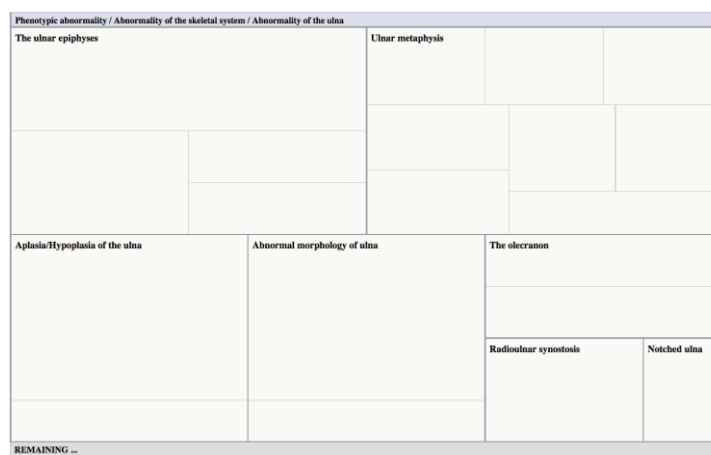 Phenotypic abnormality / Abnormality of the skeletal system / Abnormality of the ulna
The ulnar epiphyses
Ulnar metaphysis
Aplasia/Hypoplasia of the ulna
Abnormal morphology of ulna
The olecranon
Radioulnar synostosis
Notched ulna
REMAINING ...